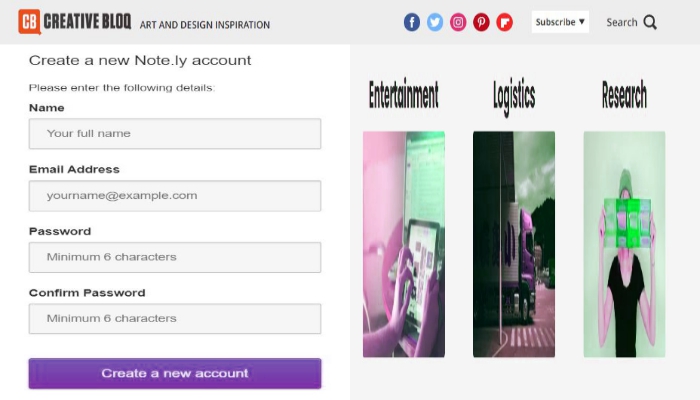 CB CREATIVE BLOQ ART AND DESIGN INSPIRATION
Subscribe
Search
Create a new Note.ly account
Please enter the following details:
Name
Your full name
Email Address
yourname@example.com
Password
Minimum 6 characters
Confirm Password
Minimum 6 characters
Create a new account
Entertainment
Logistics
Research